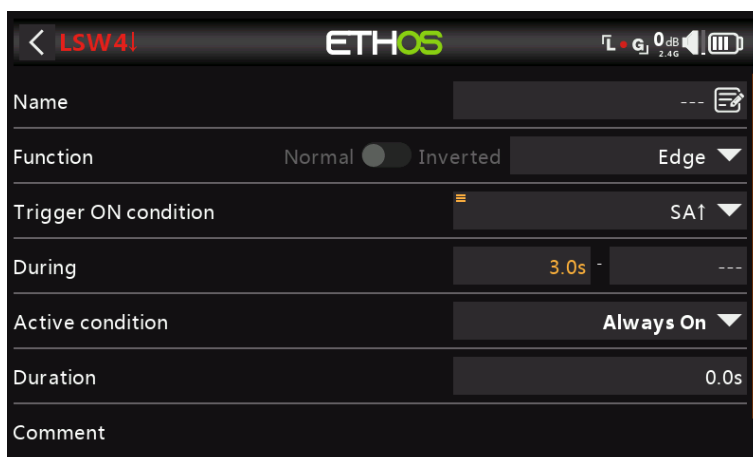 LSW4↓ ETHOS L G 0dB 2.4G
Name ---
Function Normal Inverted Edge
Trigger ON condition SA↑
During 3.0s - ---
Active condition Always On
Duration 0.0s
Comment